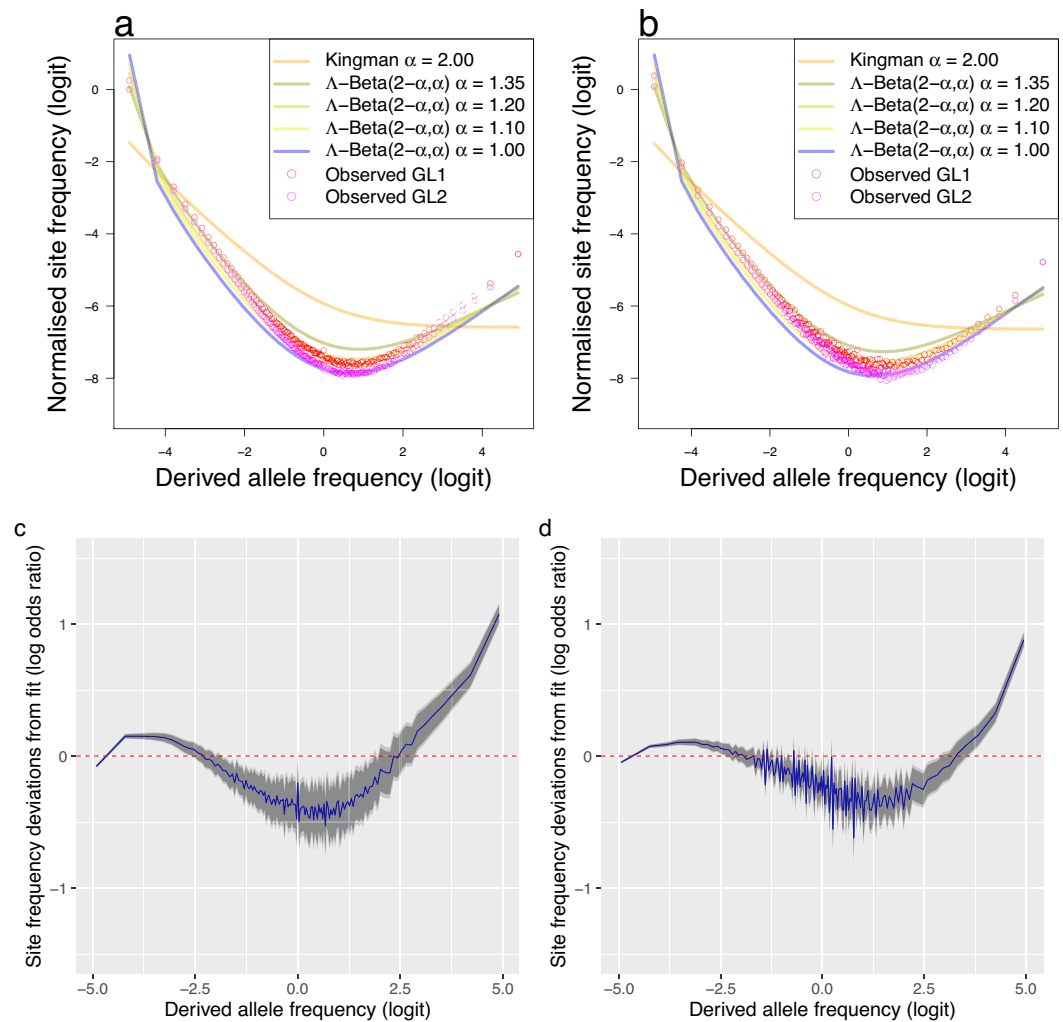 a
Normalised site frequency (logit)
0
−2
−4
−6
−8
Kingman α = 2.00
Λ−Beta(2−α,α) α = 1.35
Λ−Beta(2−α,α) α = 1.20
Λ−Beta(2−α,α) α = 1.10
Λ−Beta(2−α,α) α = 1.00
Observed GL1
Observed GL2
−4 −2 0 2 4
Derived allele frequency (logit)
b
Normalised site frequency (logit)
0
−2
−4
−6
−8
Kingman α = 2.00
Λ−Beta(2−α,α) α = 1.35
Λ−Beta(2−α,α) α = 1.20
Λ−Beta(2−α,α) α = 1.10
Λ−Beta(2−α,α) α = 1.00
Observed GL1
Observed GL2
−4 −2 0 2 4
Derived allele frequency (logit)
c
Site frequency deviations from fit (log odds ratio)
1
0
−1
−5.0 −2.5 0.0 2.5 5.0
Derived allele frequency (logit)
d
Site frequency deviations from fit (log odds ratio)
1
0
−1
−5.0 −2.5 0.0 2.5 5.0
Derived allele frequency (logit)